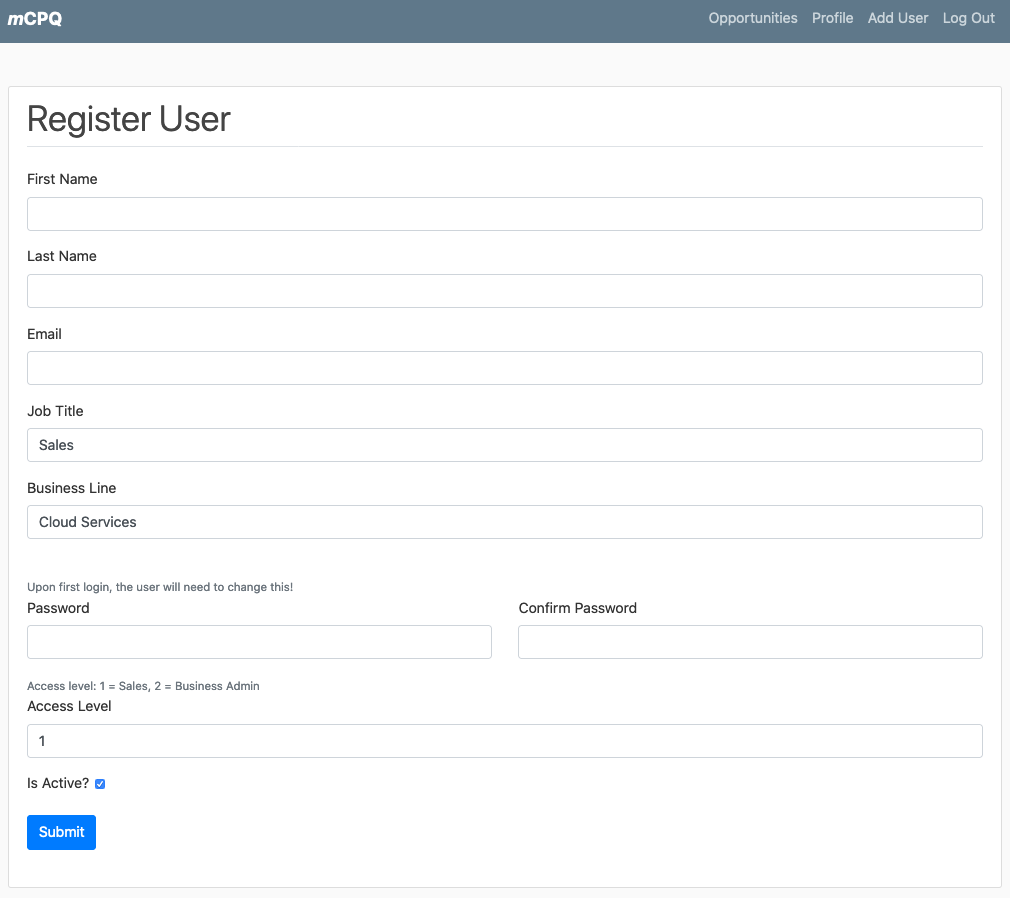 mCPQ
Opportunities Profile Add User Log Out
Register User
First Name
Last Name
Email
Job Title
Sales
Business Line
Cloud Services
Upon first login, the user will need to change this!
Password Confirm Password
Access level: 1 = Sales, 2 = Business Admin
Access Level
1
Is Active?
Submit